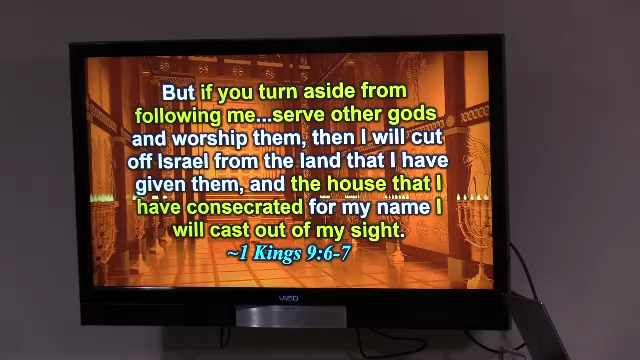 But if you turn aside from
following me...serve other gods
and worship them, then I will cut
off Israel from the land that I have
given them, and the house that I
have consecrated for my name I
will cast out of my sight.
~1 Kings 9:6-7
VIZIO